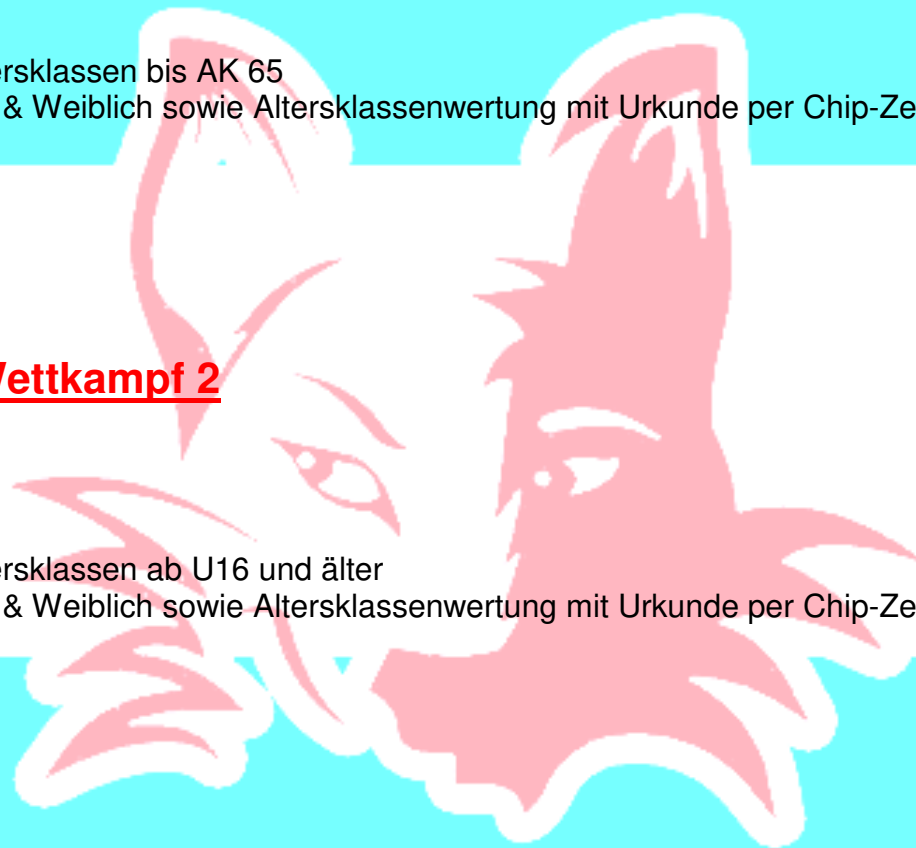 ersklassen bis AK 65
& Weiblich sowie Altersklassenwertung mit Urkunde per Chip-Ze
Wettkampf 2
ersklassen ab U16 und älter
& Weiblich sowie Altersklassenwertung mit Urkunde per Chip-Ze